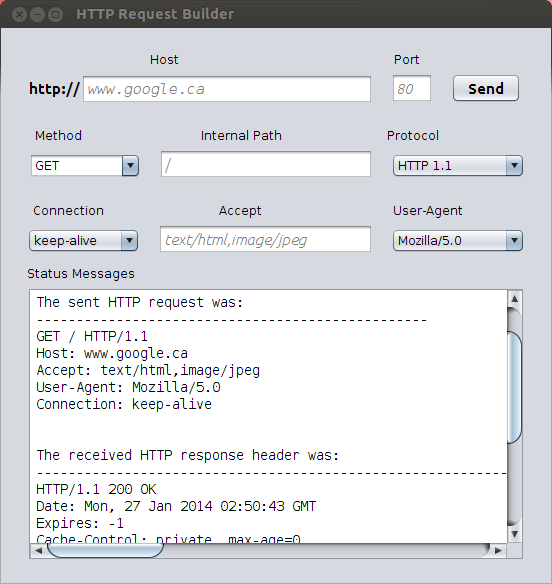 HTTP Request Builder
Host Port
http:// www.google.ca 80 Send
Method Internal Path Protocol
GET / HTTP 1.1
Connection Accept User-Agent
keep-alive text/html,image/jpeg Mozilla/5.0
Status Messages
The sent HTTP request was:
-------------------------------------------------
GET / HTTP/1.1
Host: www.google.ca
Accept: text/html,image/jpeg
User-Agent: Mozilla/5.0
Connection: keep-alive
The received HTTP response header was:
-----------------------------------------------------------
HTTP/1.1 200 OK
Date: Mon, 27 Jan 2014 02:50:43 GMT
Expires: -1
Cache-Control: private, max-age=0